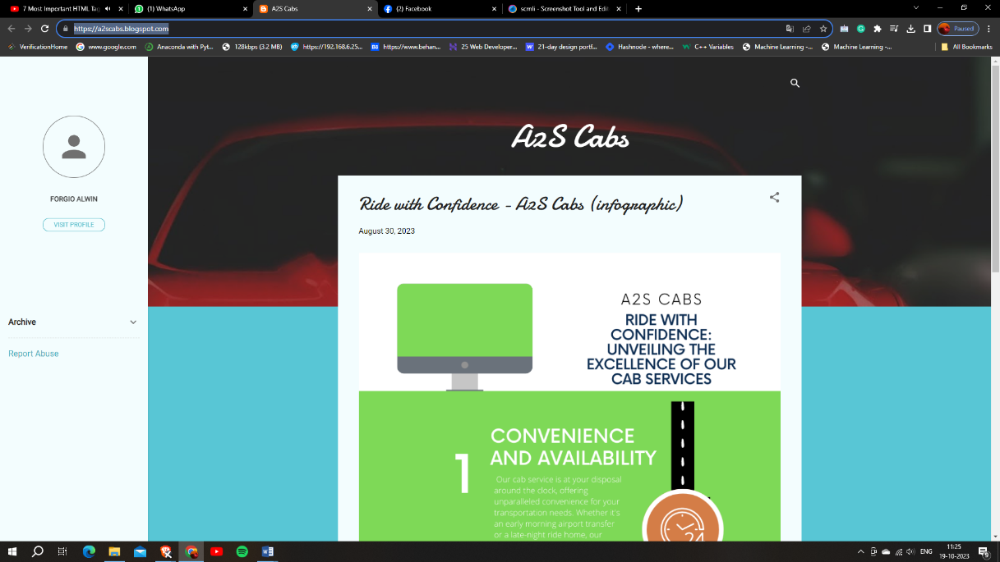 7 Most Important HTML Tag
(1) WhatsApp
A2S Cabs
(2) Facebook
scrnli - Screenshot Tool and Edit
https://a2scabs.blogspot.com
Paused
VerificationHome
www.google.com
Anaconda with Pyt...
128kbps (3.2 MB)
https://192.168.6.25...
https://www.behan...
25 Web Developer...
21-day design portf...
Hashnode - where...
C++ Variables
Machine Learning -...
Machine Learning -...
All Bookmarks
A2S Cabs
FORGIO ALWIN
VISIT PROFILE
Archive
Report Abuse
Ride with Confidence - A2S Cabs (infographic)
August 30, 2023
A2S CABS
RIDE WITH
CONFIDENCE:
UNVEILING THE
EXCELLENCE OF OUR
CAB SERVICES
1
CONVENIENCE
AND AVAILABILITY
Our cab service is at your disposal
around the clock, offering
unparalleled convenience for your
transportation needs. Whether it's
an early morning airport transfer
or a late-night ride home, our
24
ENG
11:25
19-10-2023